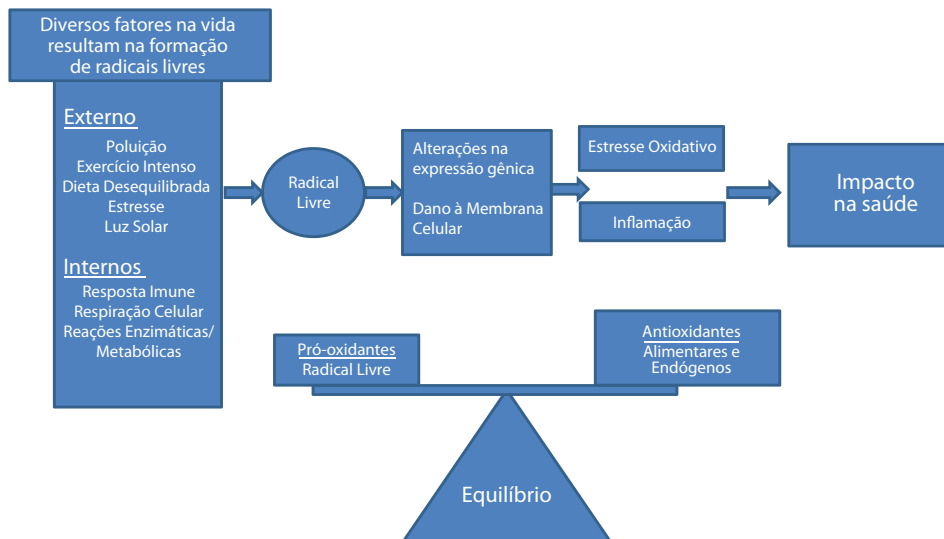 Diversos fatores na vida
resultam na formação
de radicais livres
Externo
Poluição
Exercício Intenso
Dieta Desequilibrada
Estresse
Luz Solar
Internos
Resposta Imune
Respiração Celular
Reações Enzimáticas/
Metabólicas
Radical
Livre
Alterações na
expressão gênica
Dano à Membrana
Celular
Estresse Oxidativo
Inflamação
Impacto
na saúde
Pró-oxidantes
Radical Livre
Antioxidantes
Alimentares e
Endógenos
Equilíbrio